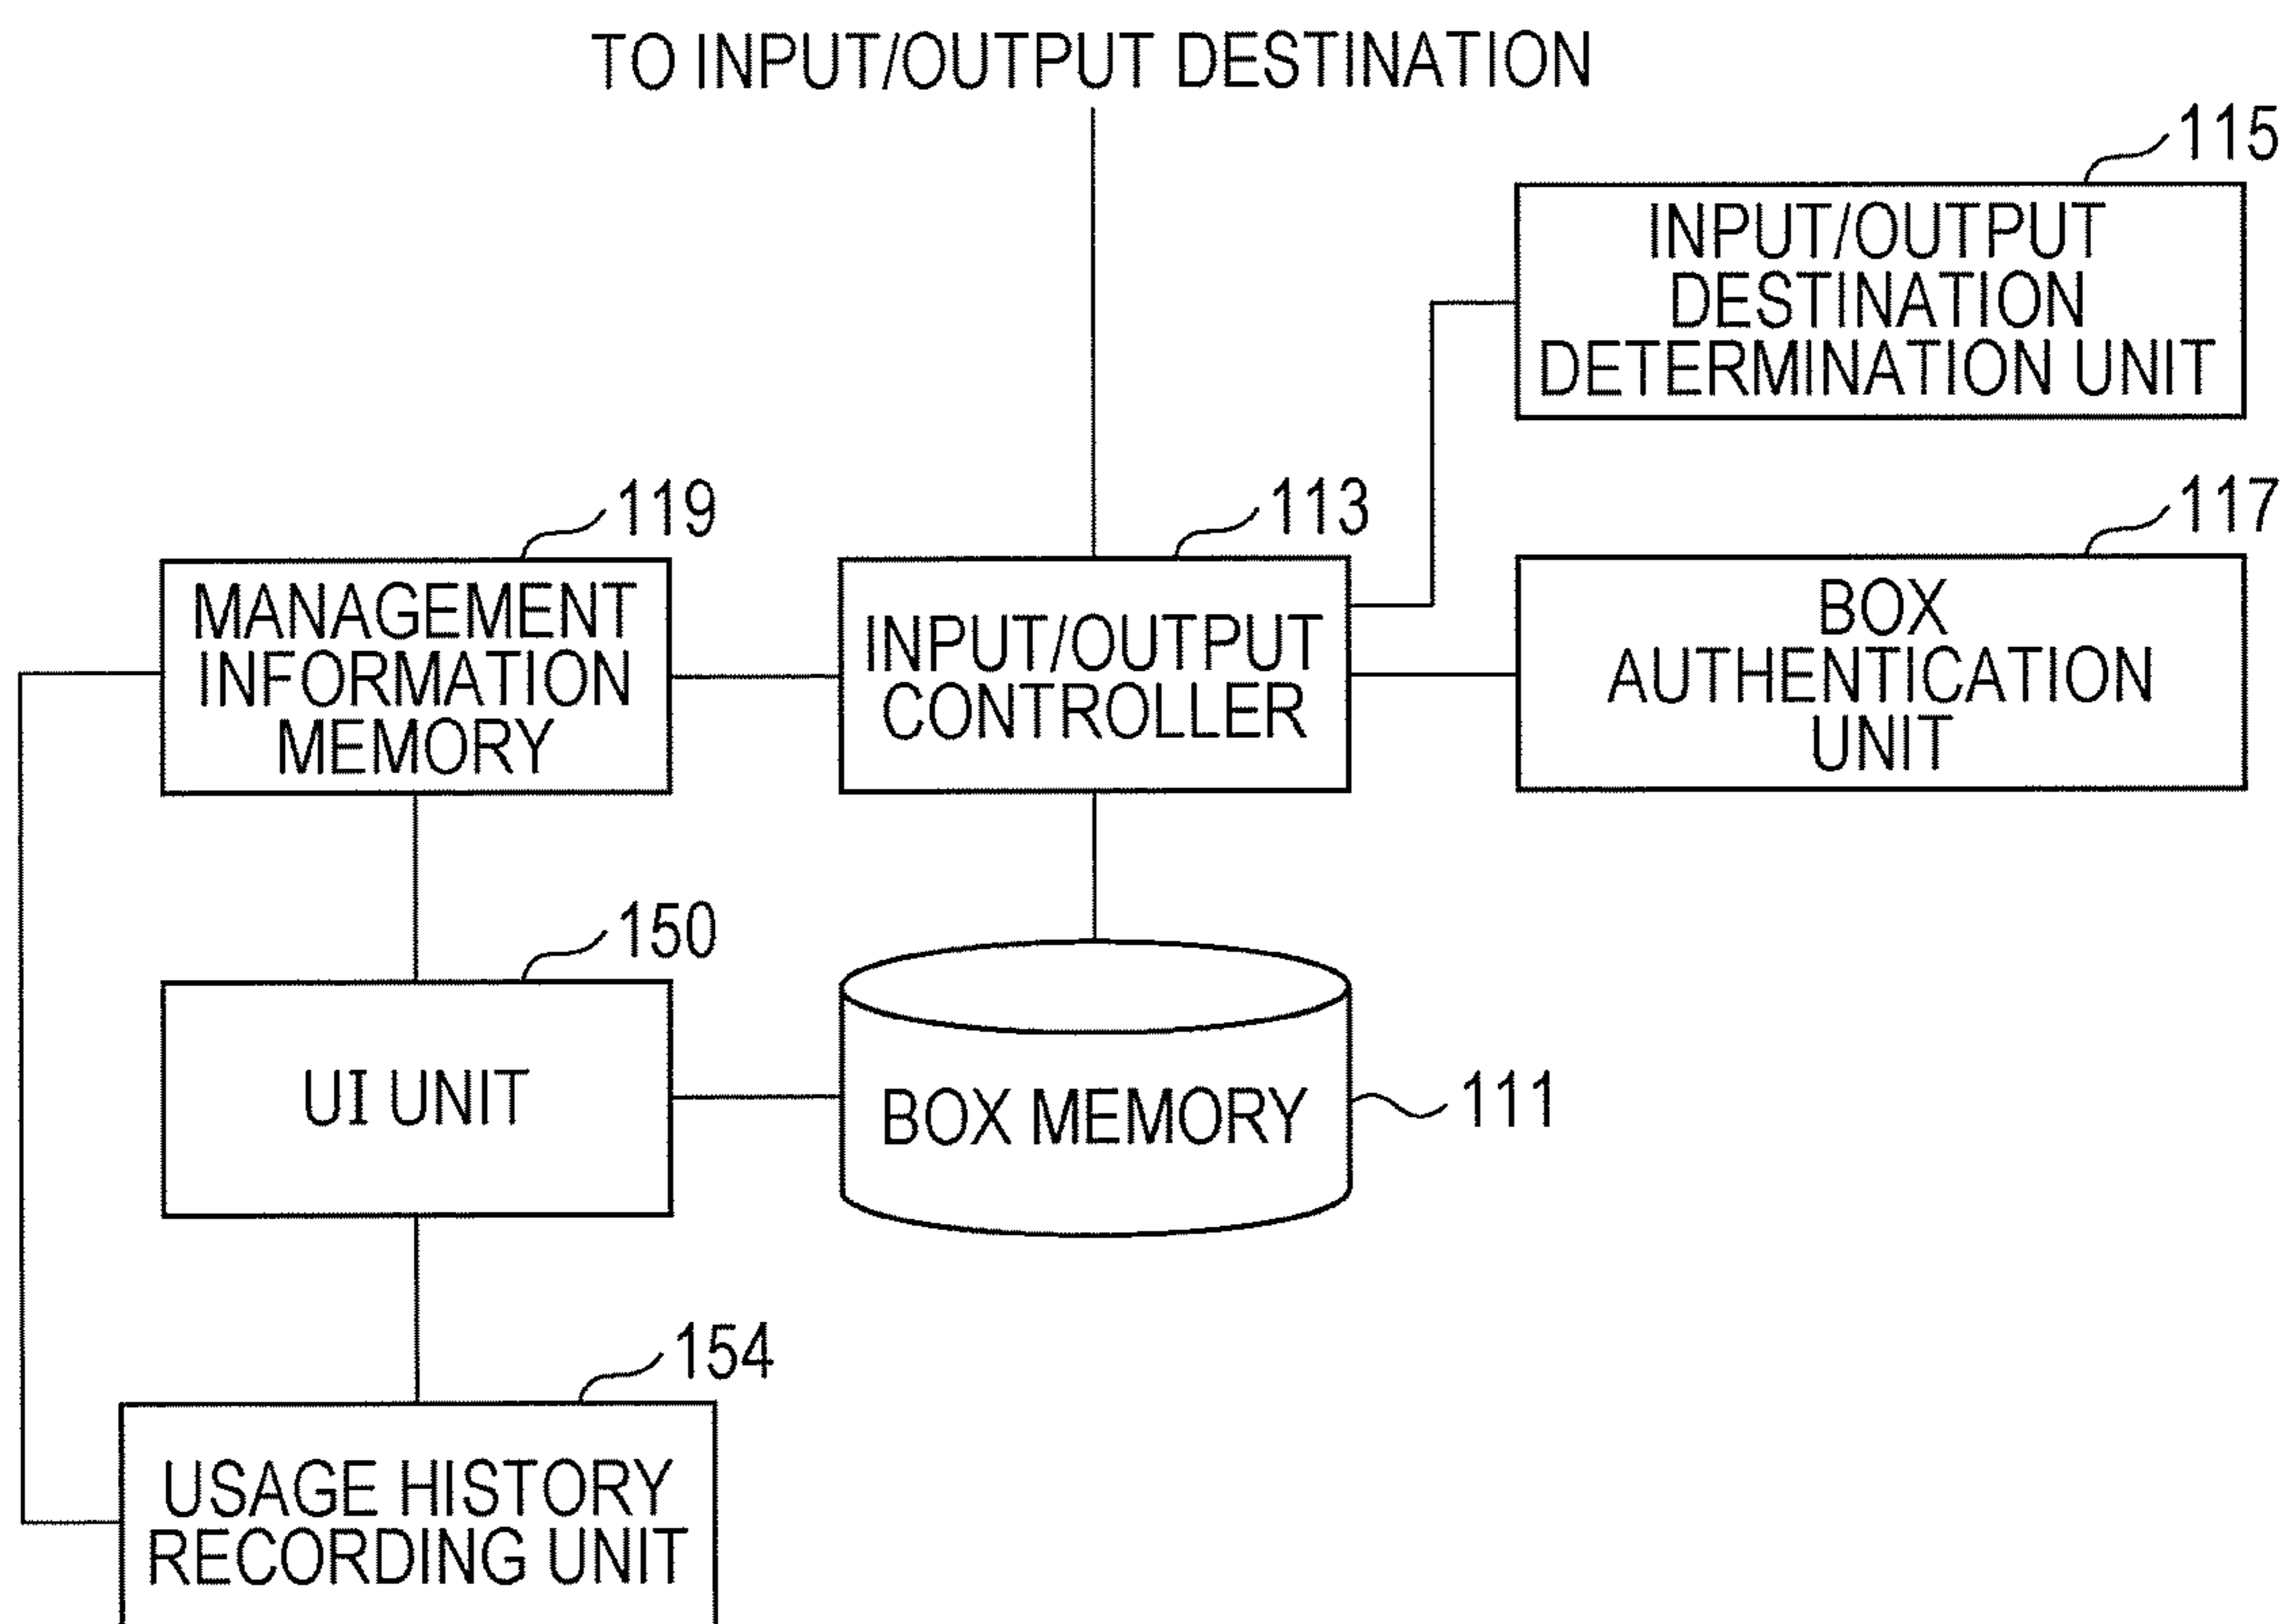 TO INPUT/OUTPUT DESTINATION
115
INPUT/OUTPUT
DESTINATION
DETERMINATION UNIT
119
MANAGEMENT
INFORMATION
MEMORY
113
INPUT/OUTPUT
CONTROLLER
117
BOX
AUTHENTICATION
UNIT
150
UI UNIT
BOX MEMORY
111
154
USAGE HISTORY
RECORDING UNIT